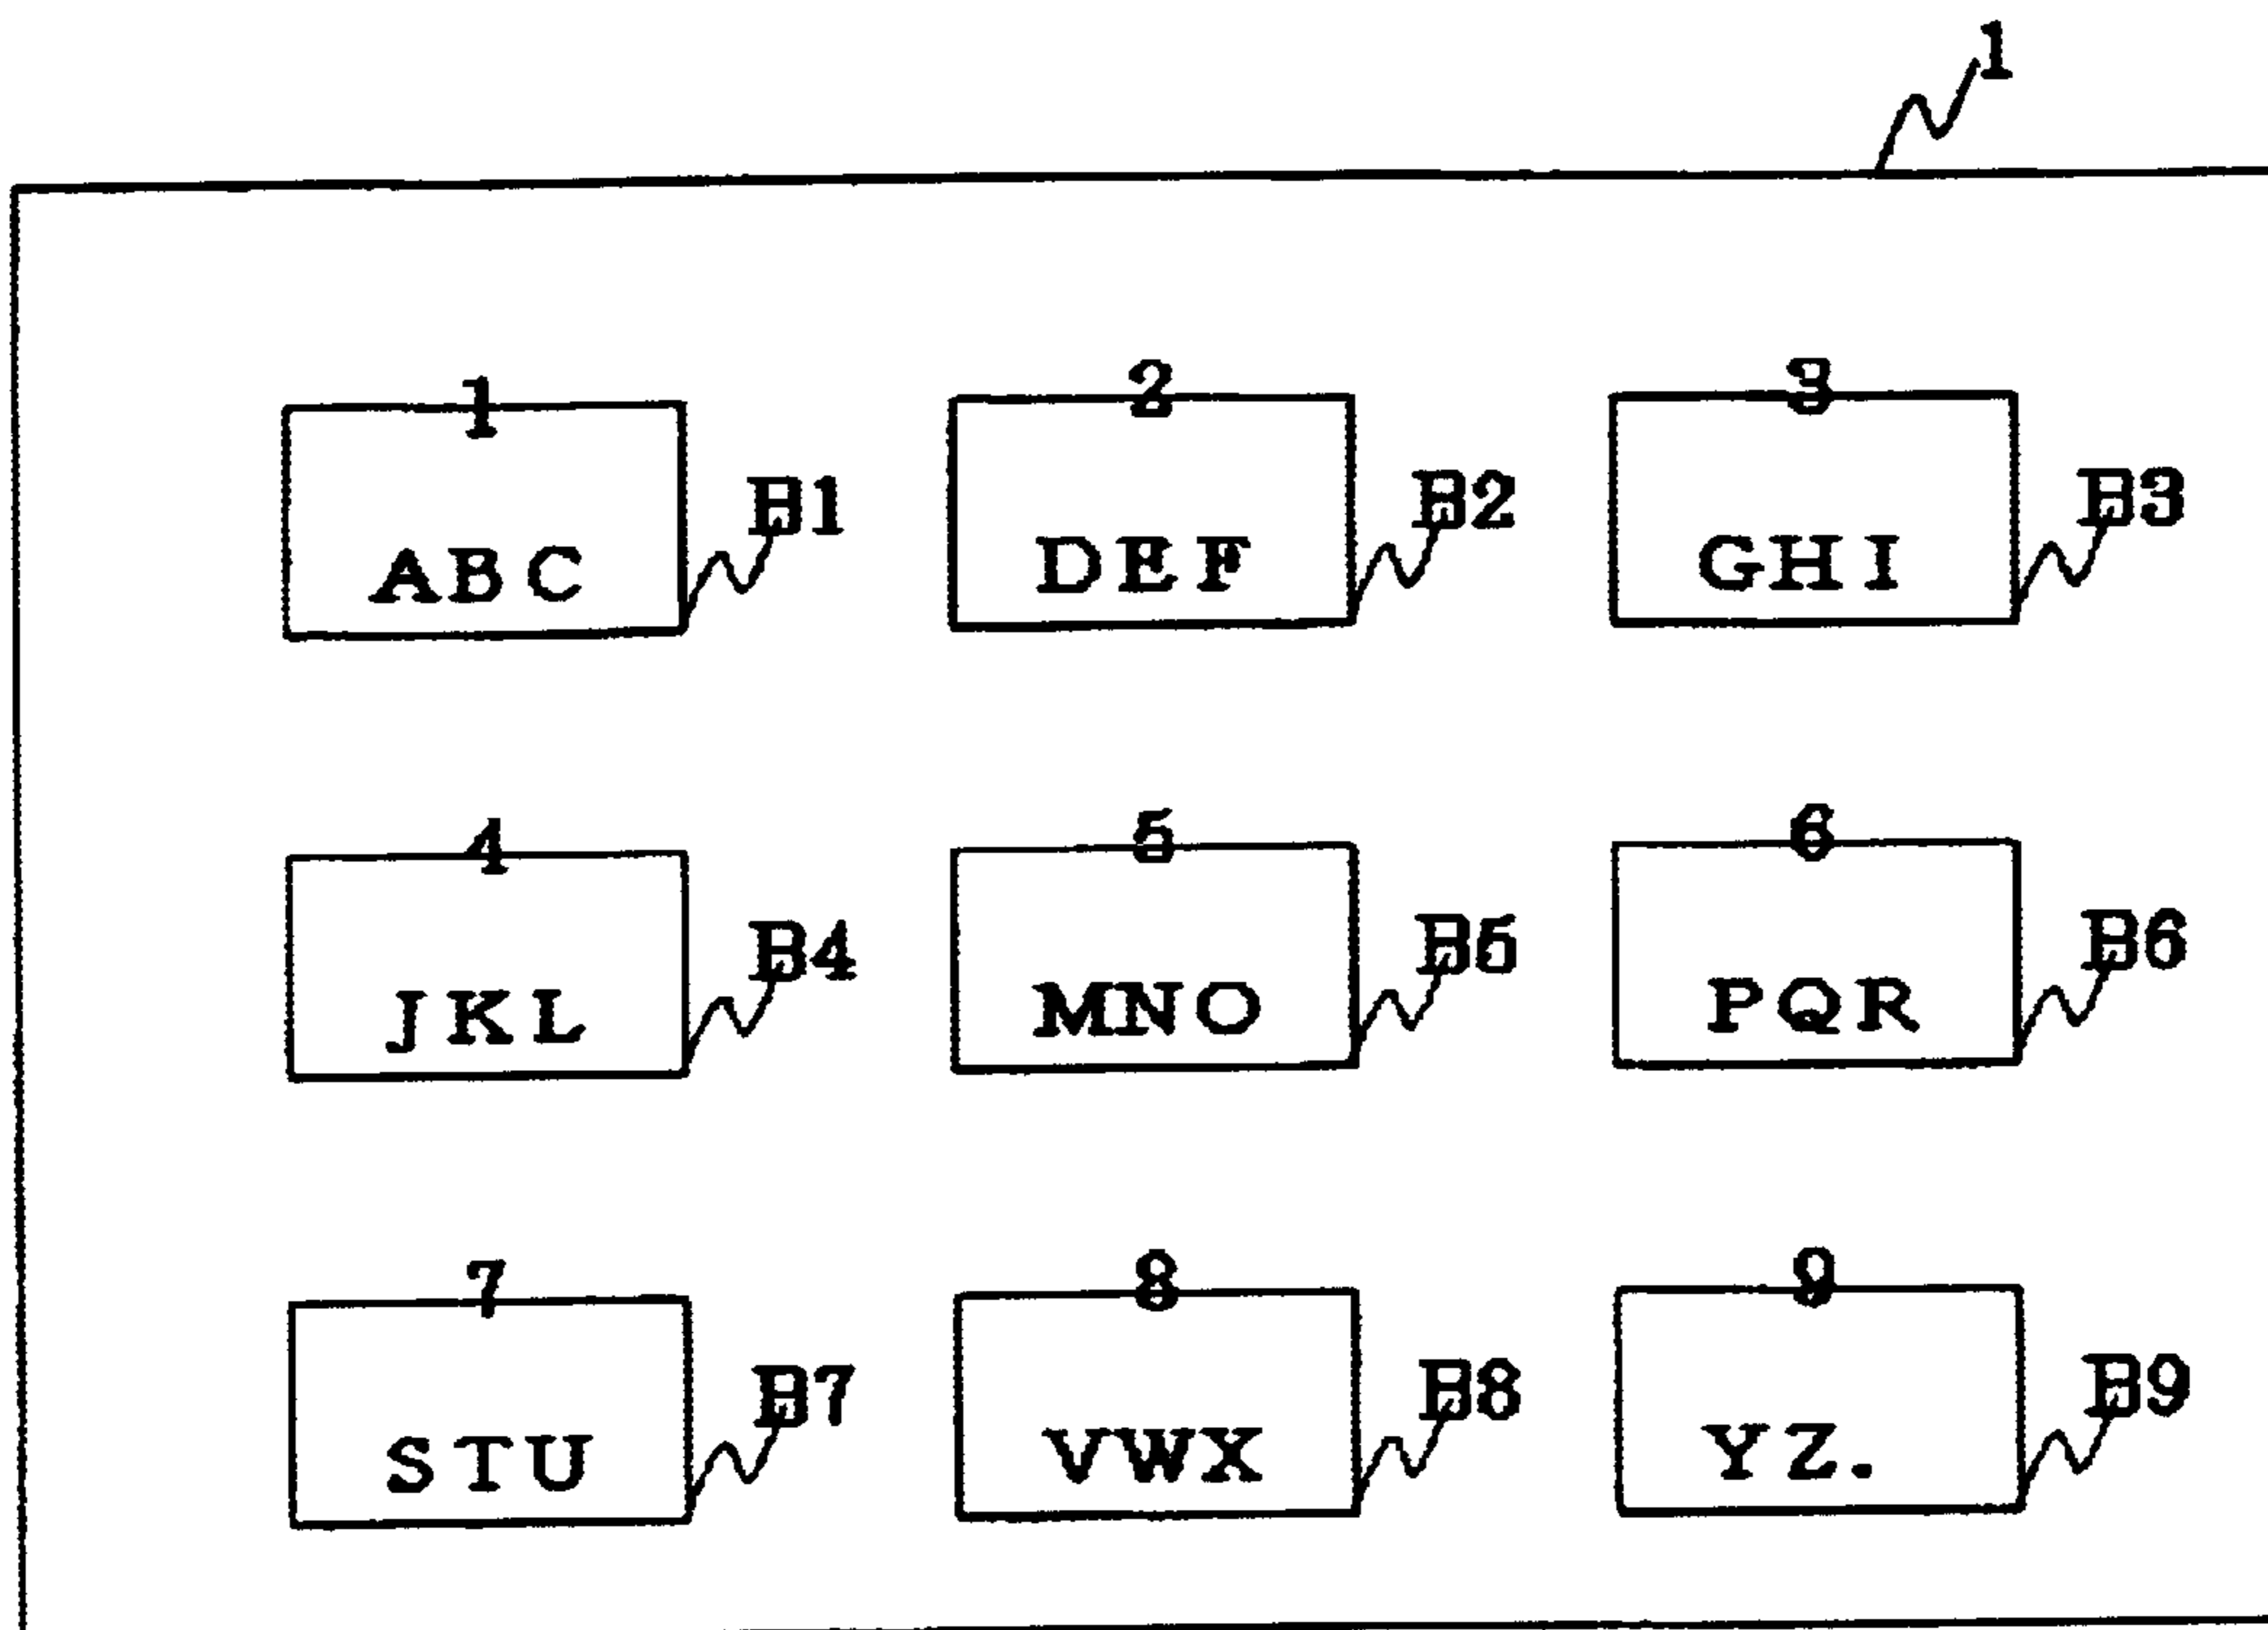 1
1 2 3
B1 B2 B3
ABC DEF GHI
4 5 6
B4 B5 B6
JKL MNO PQR
7 8 9
B7 B8 B9
STU VWX YZ.